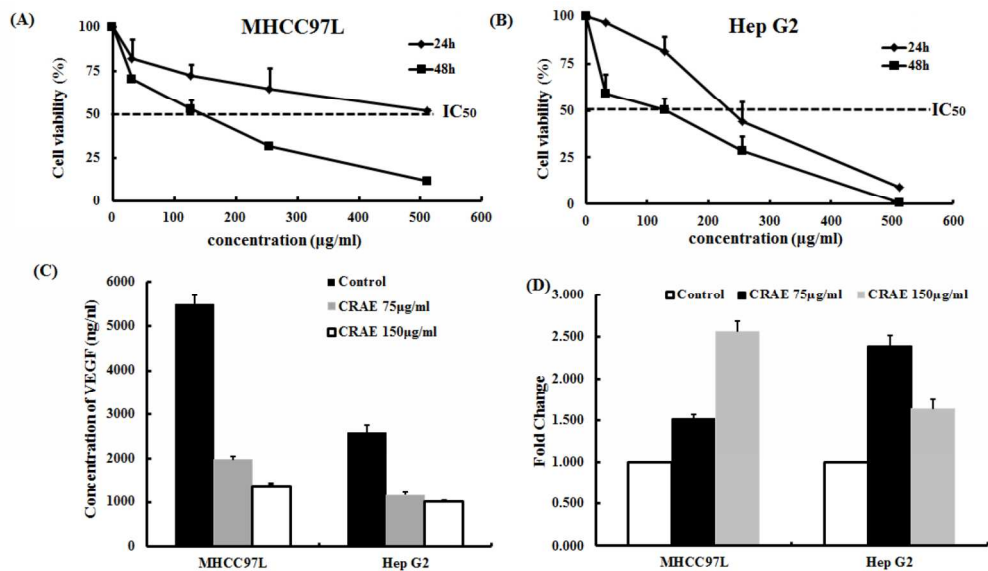 (A)
MHCC97L
24h
48h
IC50
Cell viability (%)
100
75
50
25
0
0 100 200 300 400 500 600
concentration (µg/ml)
(B)
Hep G2
24h
48h
IC50
Cell viability (%)
100
75
50
25
0
0 100 200 300 400 500 600
concentration (µg/ml)
(C)
Control
CRAE 75µg/ml
CRAE 150µg/ml
Concentration of VEGF (ng/nl)
6000
5000
4000
3000
2000
1000
0
MHCC97L Hep G2
(D)
Control CRAE 75µg/ml CRAE 150µg/ml
Fold Change
3.000
2.500
2.000
1.500
1.000
0.500
0.000
MHCC97L Hep G2